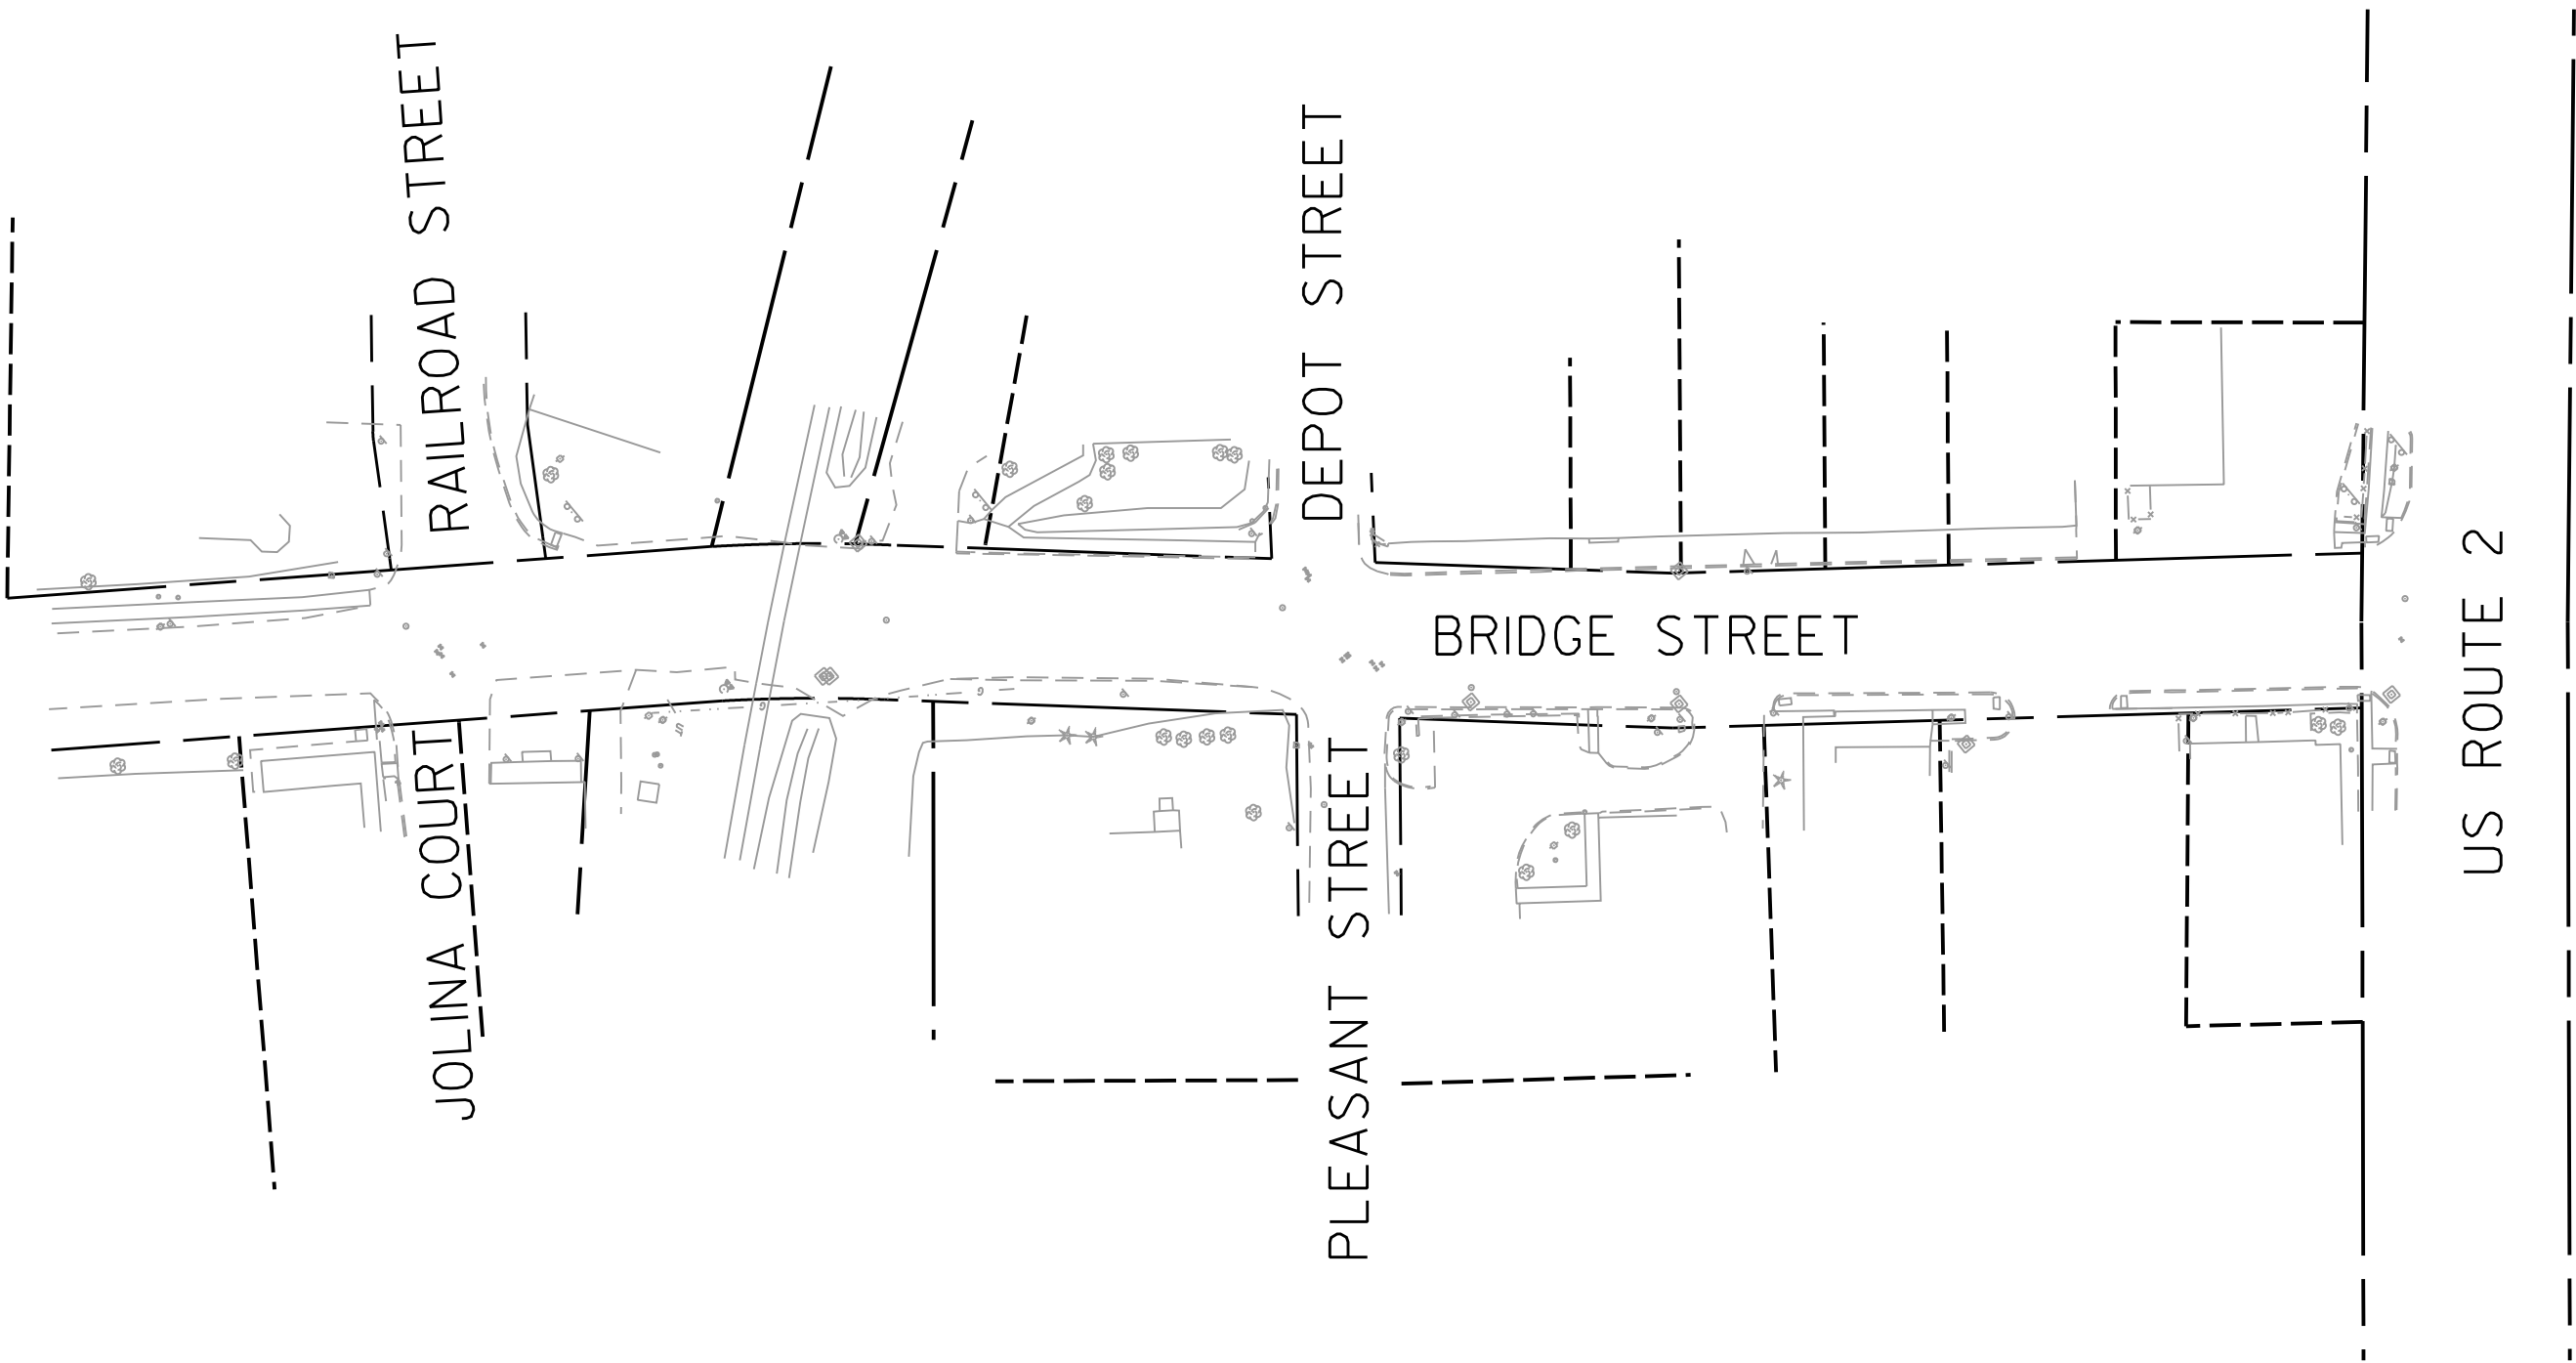 RAILROAD STREET
DEPOT STREET
BRIDGE STREET
US ROUTE 2
JOLINA COURT
PLEASANT STREET